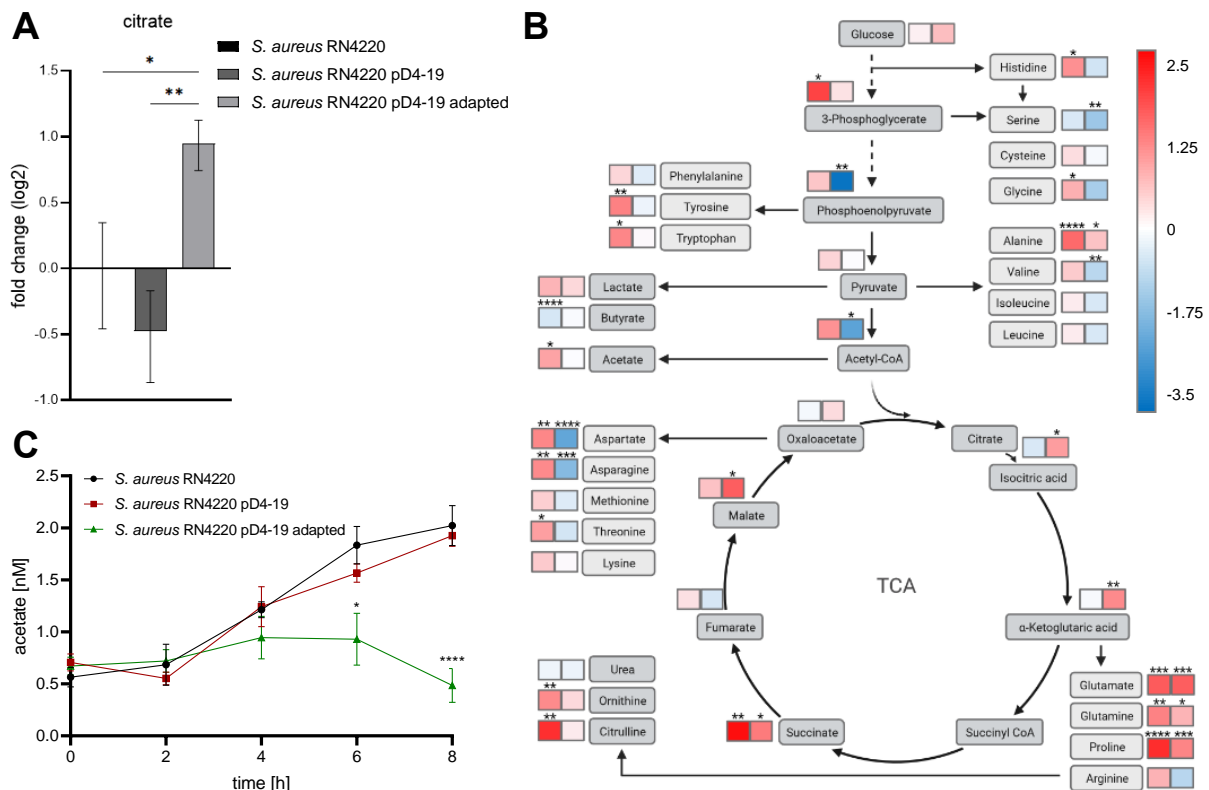 A
citrate
S. aureus RN4220
S. aureus RN4220 pD4-19
S. aureus RN4220 pD4-19 adapted
fold change (log2)
1.5
1.0
0.5
0.0
-0.5
-1.0
*
**
B
Glucose
*
3-Phosphoglycerate
**
Phosphoenolpyruvate
Pyruvate
*
Acetyl-CoA
*
Histidine
**
Serine
Cysteine
*
Glycine
**** *
Alanine
**
Valine
Isoleucine
Leucine
Phenylalanine
**
Tyrosine
*
Tryptophan
Lactate
****
Butyrate
*
Acetate
2.5
1.25
0
-1.75
-3.5
Oxaloacetate
Citrate
*
Isocitric acid
** ****
Aspartate
** ***
Asparagine
Methionine
*
Threonine
Lysine
*
Malate
TCA
**
α-Ketoglutaric acid
Fumarate
Urea
**
Ornithine
**
Citrulline
** *
Succinate
Succinyl CoA
*** ***
Glutamate
** *
Glutamine
**** ***
Proline
Arginine
C
S. aureus RN4220
S. aureus RN4220 pD4-19
S. aureus RN4220 pD4-19 adapted
acetate [nM]
2.5
2.0
1.5
1.0
0.5
0.0
*
****
0
2
4
6
8
time [h]